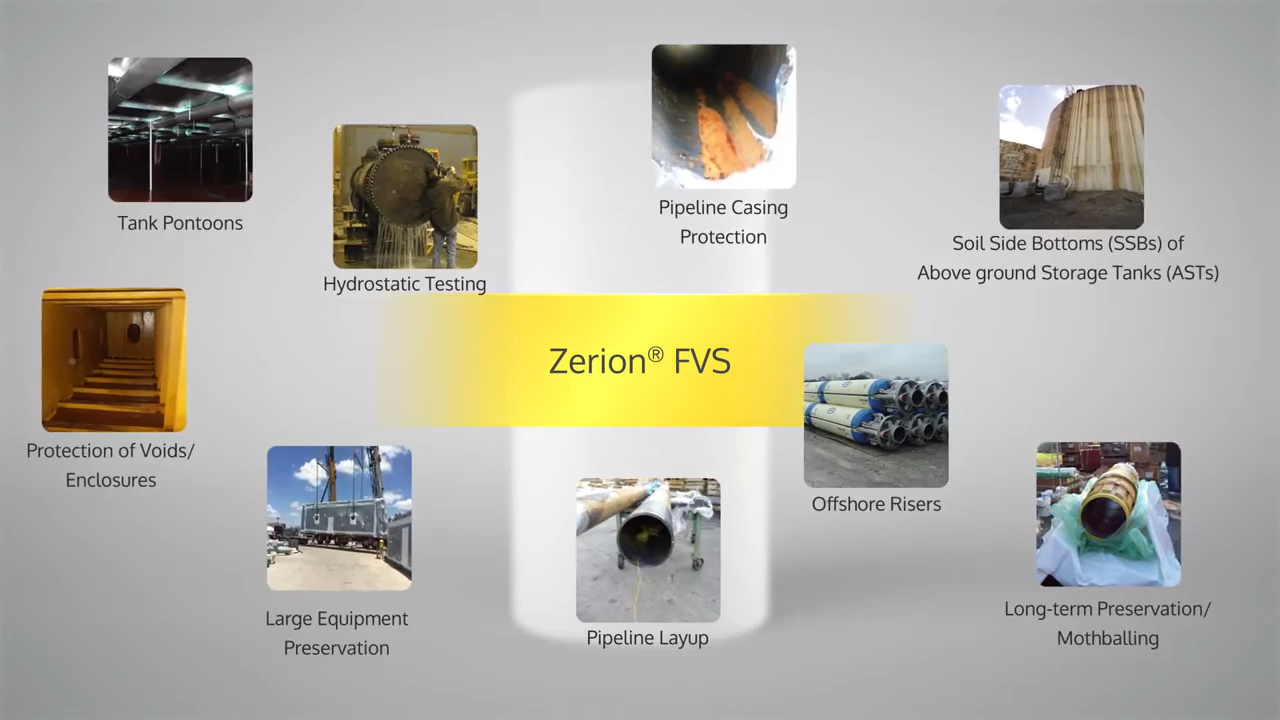 Tank Pontoons
Hydrostatic Testing
Pipeline Casing
Protection
Soil Side Bottoms (SSBs) of
Above ground Storage Tanks (ASTs)
Zerion® FVS
Protection of Voids/
Enclosures
Large Equipment
Preservation
Pipeline Layup
Offshore Risers
Long-term Preservation/
Mothballing